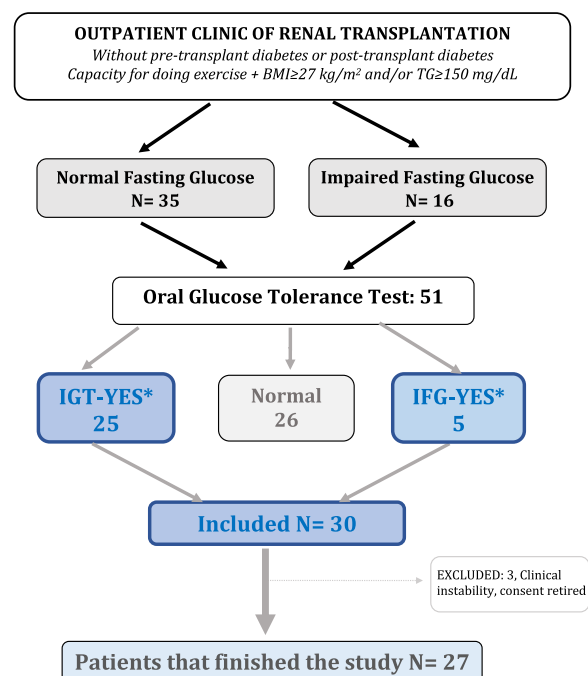 OUTPATIENT CLINIC OF RENAL TRANSPLANTATION
Without pre-transplant diabetes or post-transplant diabetes
Capacity for doing exercise + BMI≥27 kg/m² and/or TG≥150 mg/dL
Normal Fasting Glucose
N= 35
Impaired Fasting Glucose
N= 16
Oral Glucose Tolerance Test: 51
IGT-YES*
25
Normal
26
IFG-YES*
5
Included N= 30
EXCLUDED: 3, Clinical
instability, consent retired
Patients that finished the study N= 27